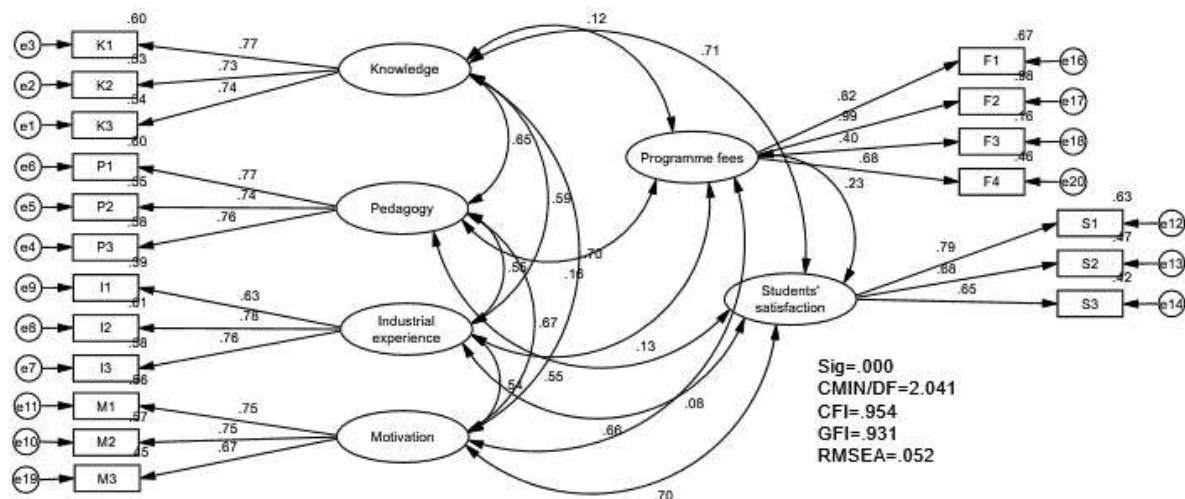 .60
e3 K1 .77
.53
e2 K2 .73
.54
e1 K3 .74
Knowledge
.60
e6 P1 .77
.55
e5 P2 .74
.58
e4 P3 .76
Pedagogy
.39
e9 I1 .63
.61
e8 I2 .78
.58
e7 I3 .76
Industrial
experience
.56
e11 M1 .75
.57
e10 M2 .75
.45
e19 M3 .67
Motivation
.12
.71
.65
.59
.70
.16
.55
.67
.13
.54
.55
.08
.66
.70
.23
Programme fees
.67
.82 F1 e16
.98
.99 F2 e17
.16
.40 F3 e18
.46
.68 F4 e20
Students'
satisfaction
.63
.79 S1 e12
.47
.68 S2 e13
.42
.65 S3 e14
Sig=.000
CMIN/DF=2.041
CFI=.954
GFI=.931
RMSEA=.052